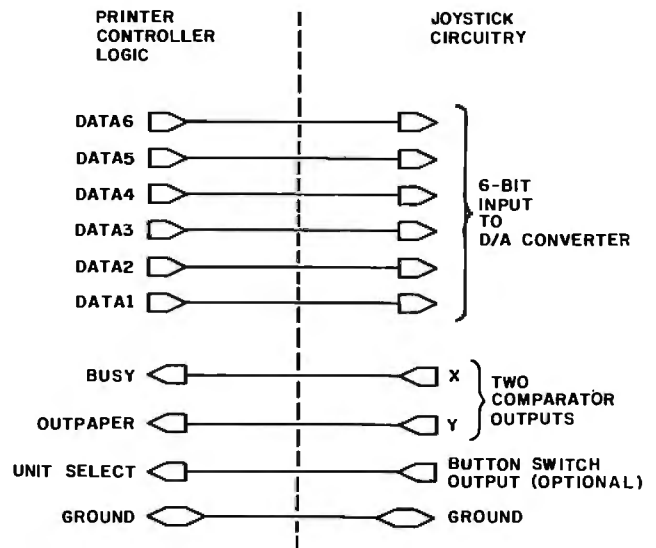 PRINTER
CONTROLLER
LOGIC
JOYSTICK
CIRCUITRY
DATA6
DATA5
DATA4
DATA3
DATA2
DATA1
6-BIT
INPUT
TO
D/A CONVERTER
BUSY
X
OUTPAPER
Y
TWO
COMPARATOR
OUTPUTS
UNIT SELECT
BUTTON SWITCH
OUTPUT (OPTIONAL)
GROUND
GROUND